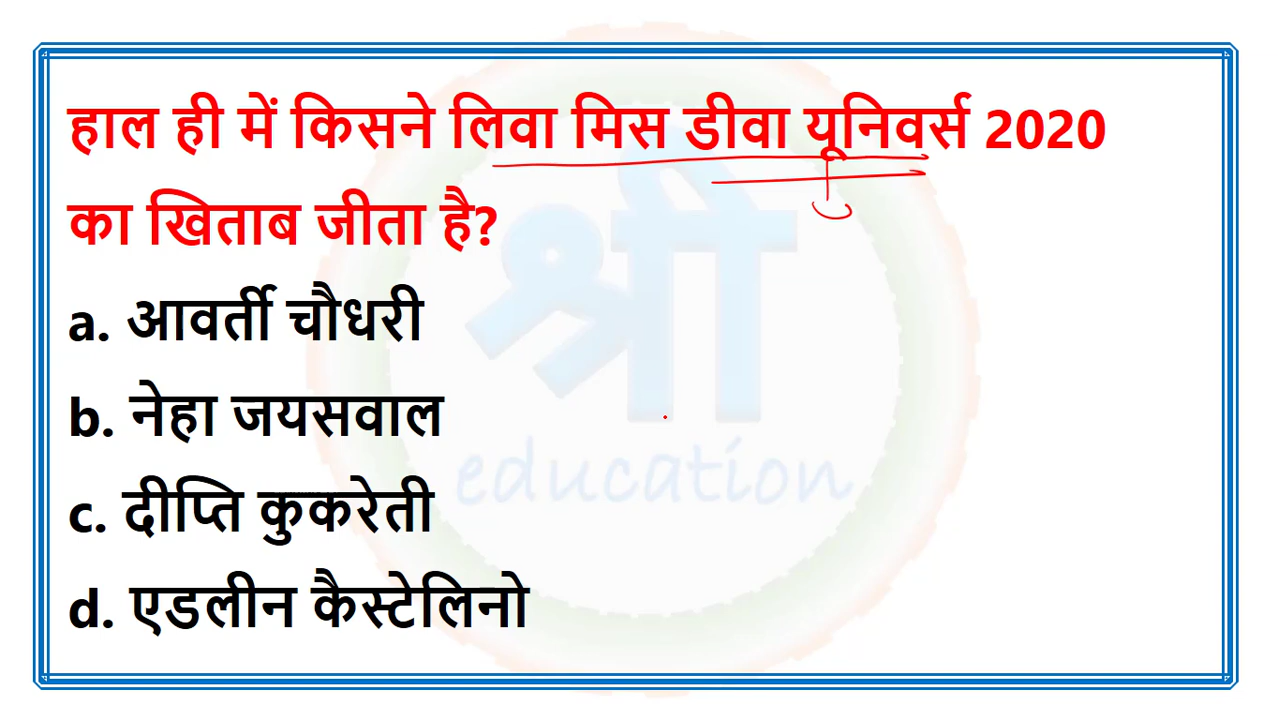 हाल ही में किसने लिवा मिस डीवा यूनिवर्स 2020
का खिताब जीता है?
a. आवर्ती चौधरी
b. नेहा जयसवाल
c. दीप्ति कुकरेती
d. एडलीन कैस्टेलिनो
श्री
education